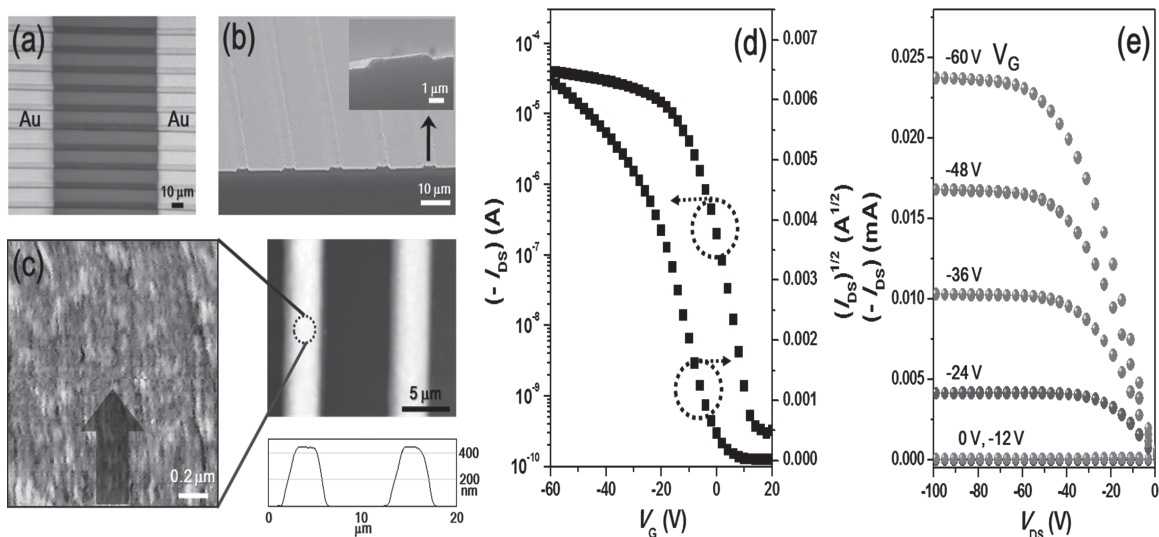 (a)
Au
Au
10 μm
(b)
1 μm
10 μm
(c)
0.2 μm
5 μm
400
200
nm
0
10
20
μm
(d)
10⁻⁴
10⁻⁵
10⁻⁶
10⁻⁷
10⁻⁸
10⁻⁹
10⁻¹⁰
(- I_DS) (A)
0.007
0.006
0.005
0.004
0.003
0.002
0.001
0.000
(I_DS)^1/2 (A^1/2)
-60
-40
-20
0
20
V_G (V)
(e)
0.025
0.020
0.015
0.010
0.005
0.000
(- I_DS) (mA)
-60 V
V_G
-48 V
-36 V
-24 V
0 V, -12 V
-100
-80
-60
-40
-20
0
V_DS (V)